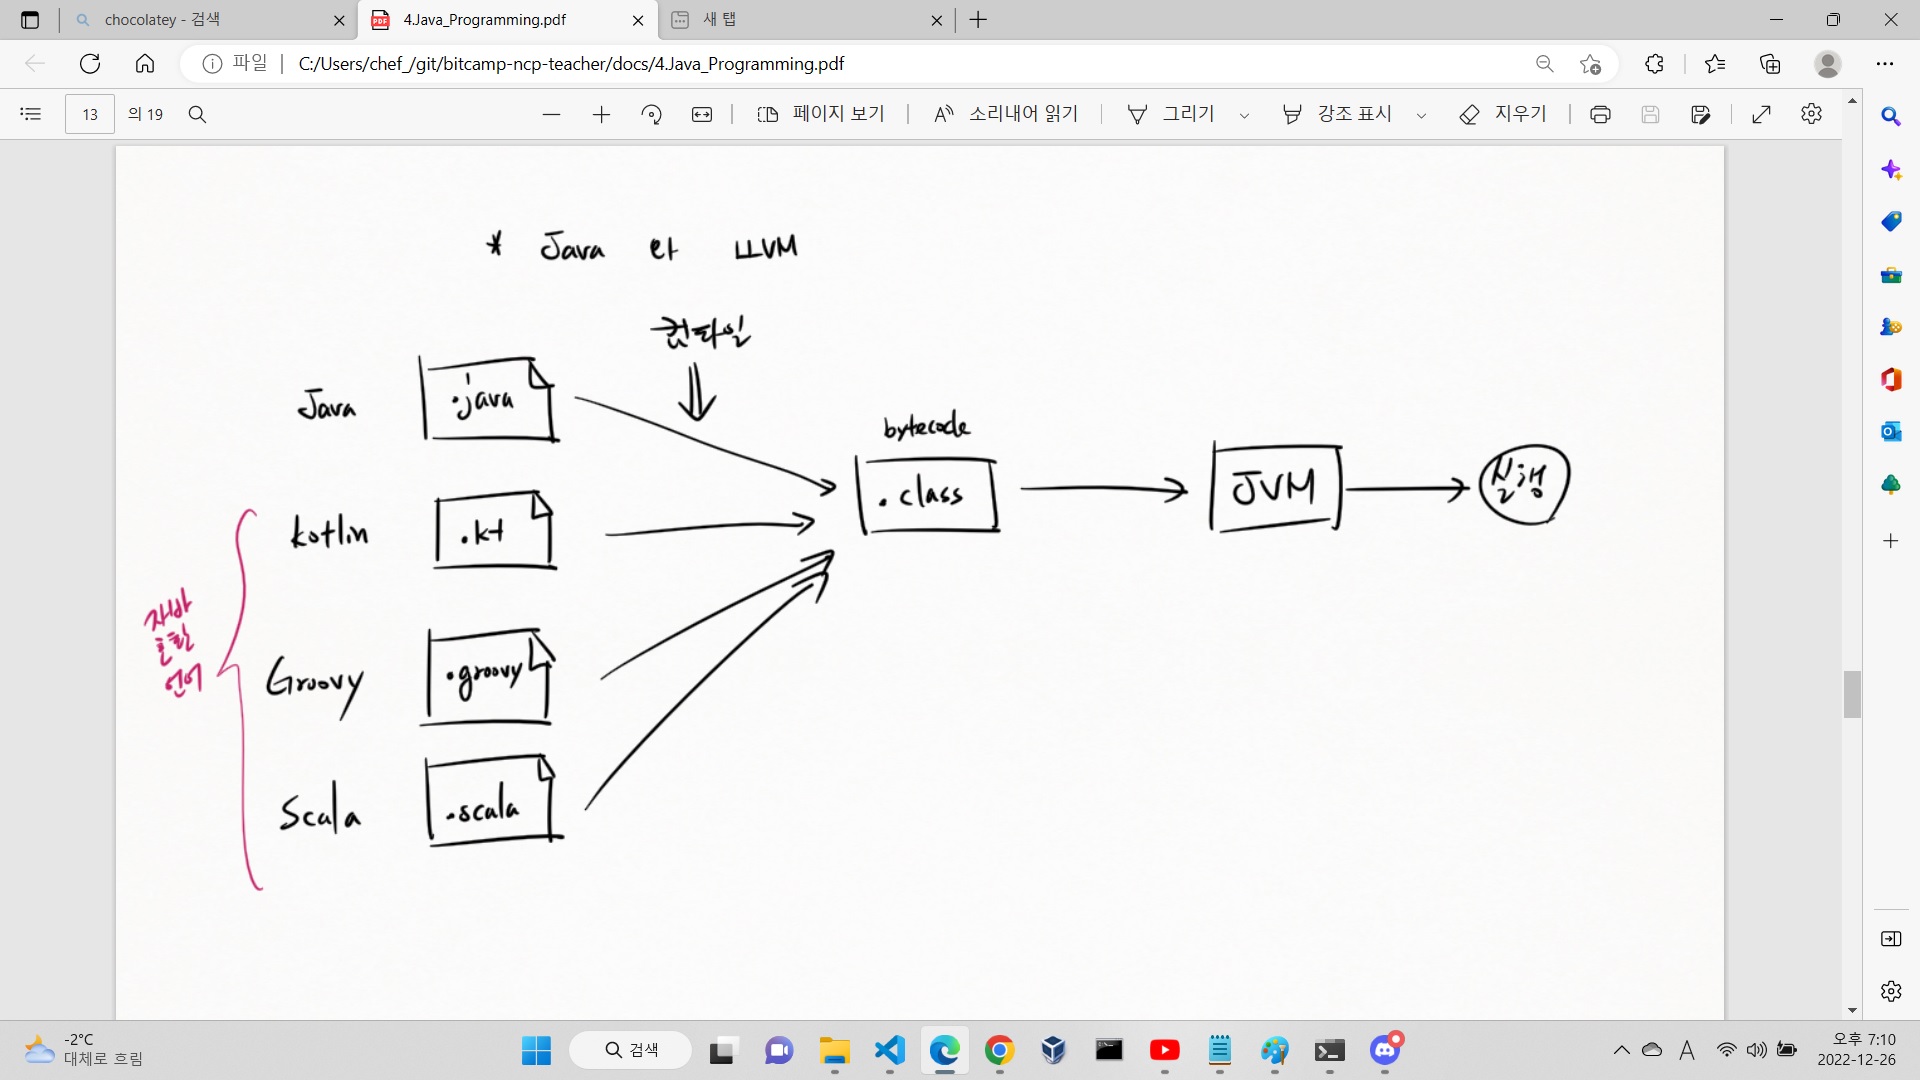 chocolatey - 검색
4.Java_Programming.pdf
새 탭
파일
C:/Users/chef_/git/bitcamp-ncp-teacher/docs/4.Java_Programming.pdf
13 의 19
페이지 보기
소리내어 읽기
그리기
강조 표시
지우기
* Java 와 LLVM
컴파일
Java .java
bytecode
.class JVM 실행
kotlin .kt
자바
호환
언어
Groovy .groovy
Scala .scala
-2°C
대체로 흐림
검색
A
오후 7:10
2022-12-26